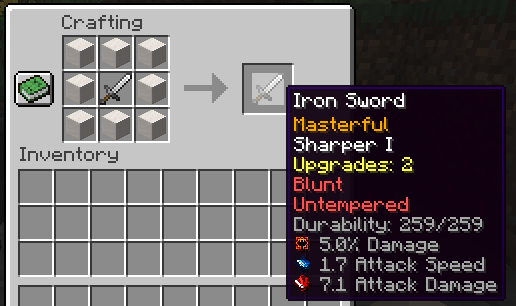 Crafting
Iron Sword
Masterful
Sharper I
Upgrades: 2
Blunt
Untempered
Durability: 259/259
5.0% Damage
1.7 Attack Speed
7.1 Attack Damage
Inventory